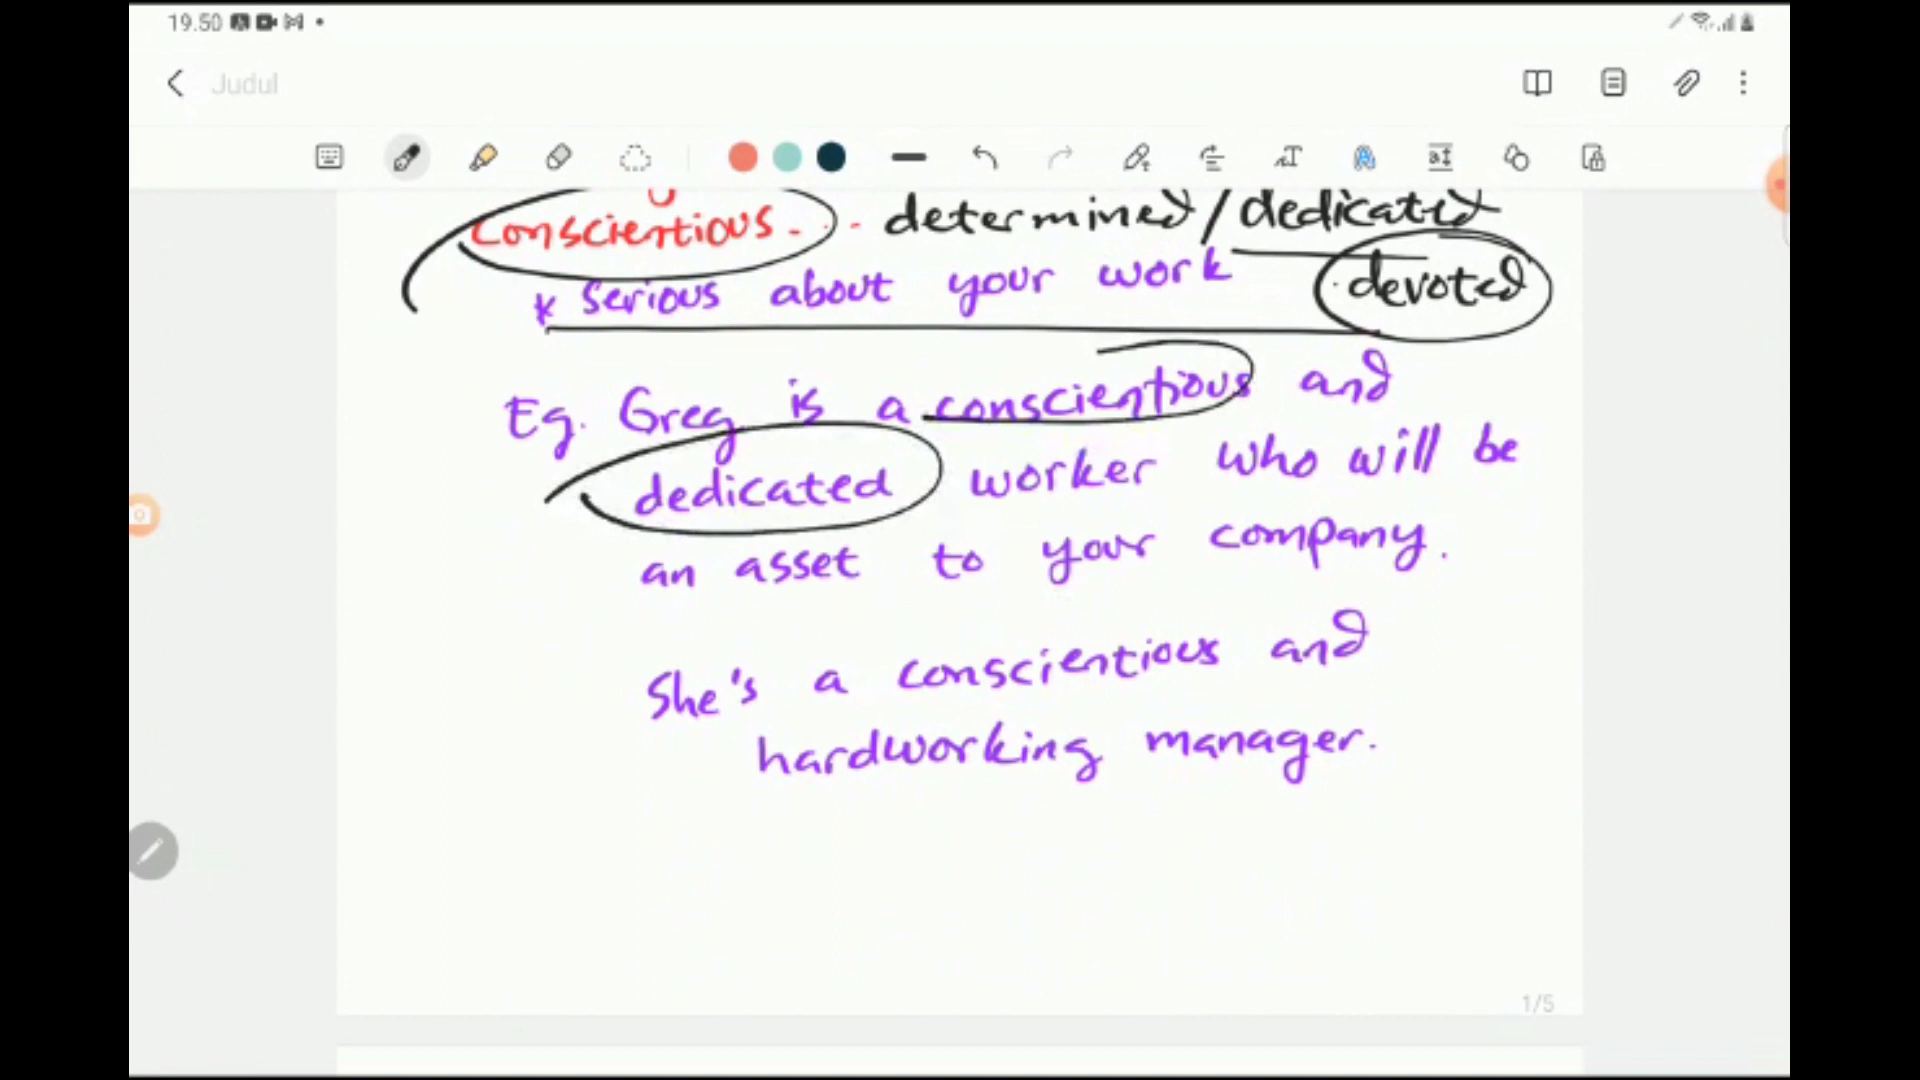 19.50
Judul
conscientious - determined/dedicated
* serious about your work devoted
Eg. Greg is a conscientious and
dedicated worker who will be
an asset to your company.
She's a conscientious and
hardworking manager.
1/5